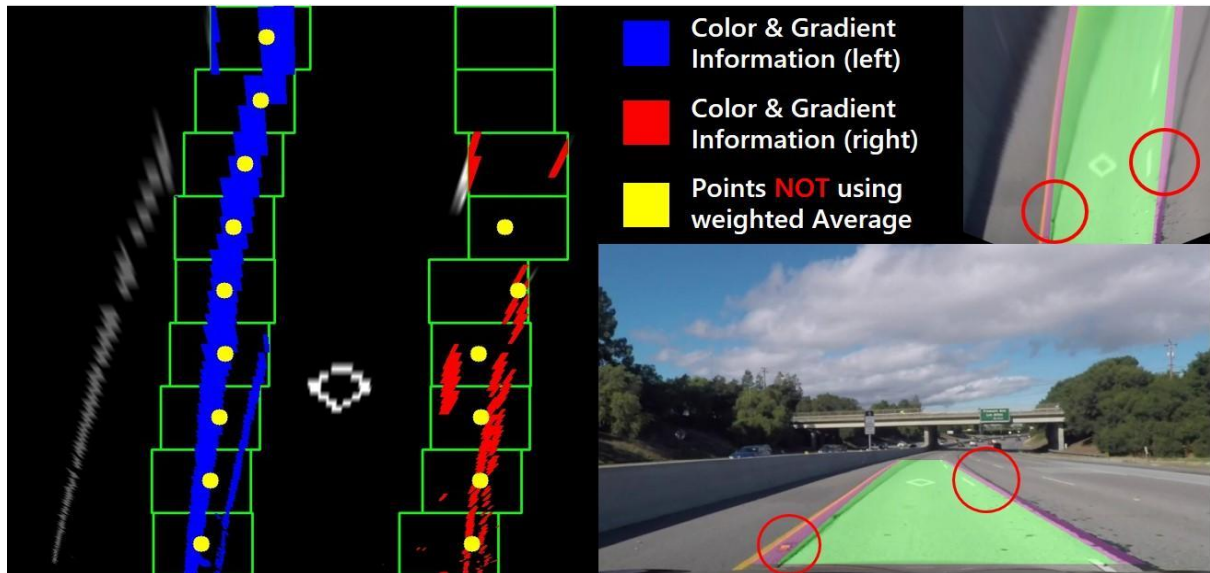 Color & Gradient
Information (left)
Color & Gradient
Information (right)
Points NOT using
weighted Average